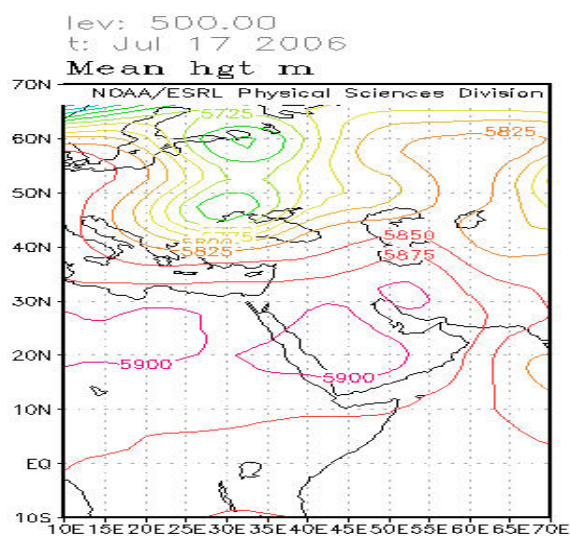 lev: 500.00
t: Jul 17 2006
Mean hgt m
NOAA/ESRL Physical Sciences Division
70N
60N
50N
40N
30N
20N
10N
EQ
10S
10E 15E 20E 25E 30E 35E 40E 45E 50E 55E 60E 65E 70E
5725
5825
5775
5800
5825
5850
5875
5900
5900